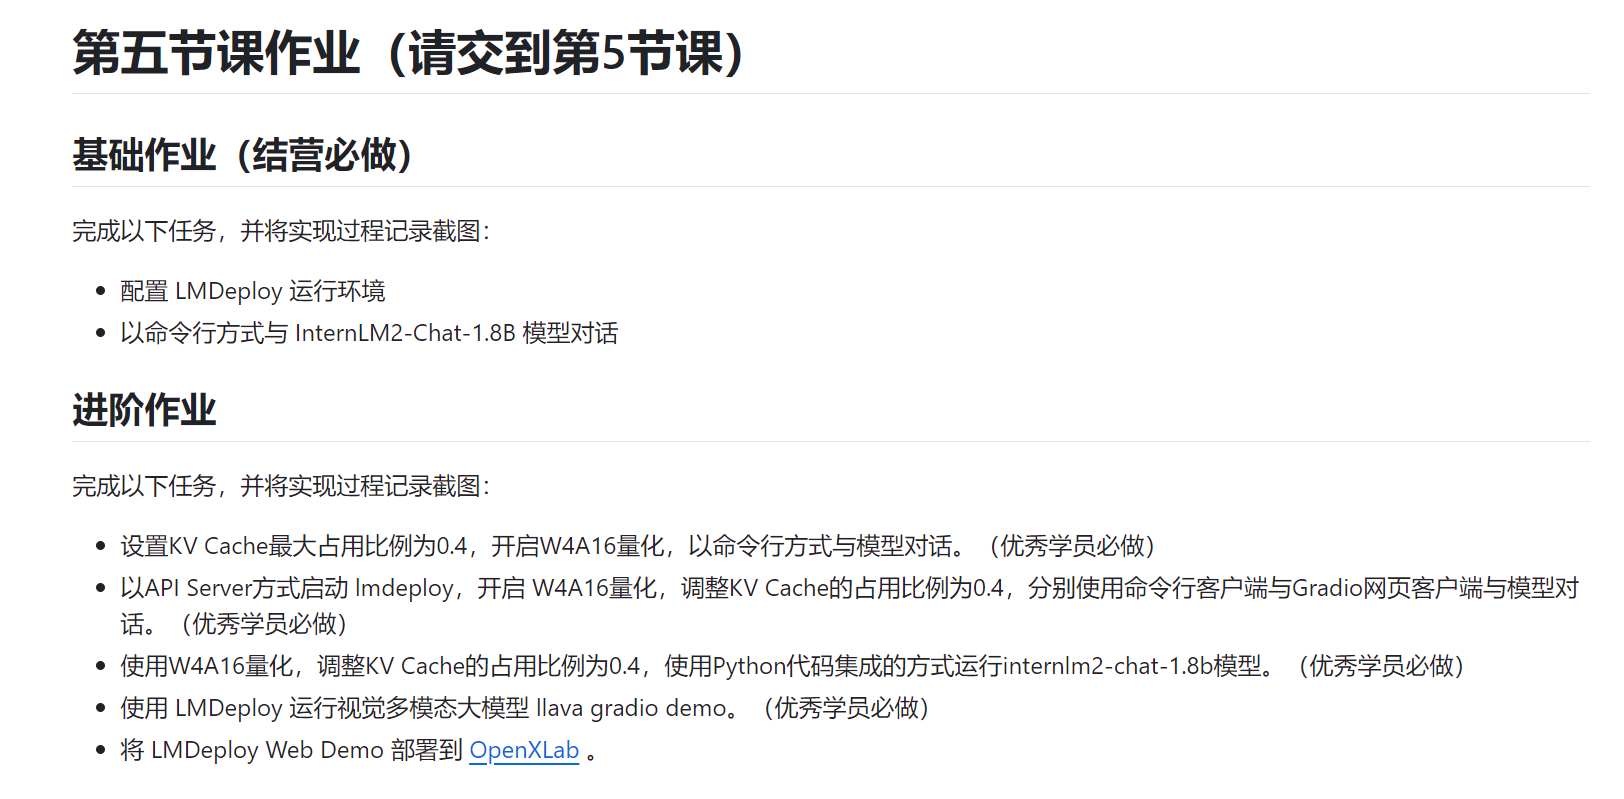 第五节课作业（请交到第5节课）
基础作业（结营必做）
完成以下任务，并将实现过程记录截图：
配置 LMDeploy 运行环境
以命令行方式与 InternLM2-Chat-1.8B 模型对话
进阶作业
完成以下任务，并将实现过程记录截图：
设置KV Cache最大占用比例为0.4，开启W4A16量化，以命令行方式与模型对话。（优秀学员必做）
以API Server方式启动 lmdeploy，开启 W4A16量化，调整KV Cache的占用比例为0.4，分别使用命令行客户端与Gradio网页客户端与模型对
话。（优秀学员必做）
使用W4A16量化，调整KV Cache的占用比例为0.4，使用Python代码集成的方式运行internlm2-chat-1.8b模型。（优秀学员必做）
使用 LMDeploy 运行视觉多模态大模型 llava gradio demo。（优秀学员必做）
将 LMDeploy Web Demo 部署到 OpenXLab 。